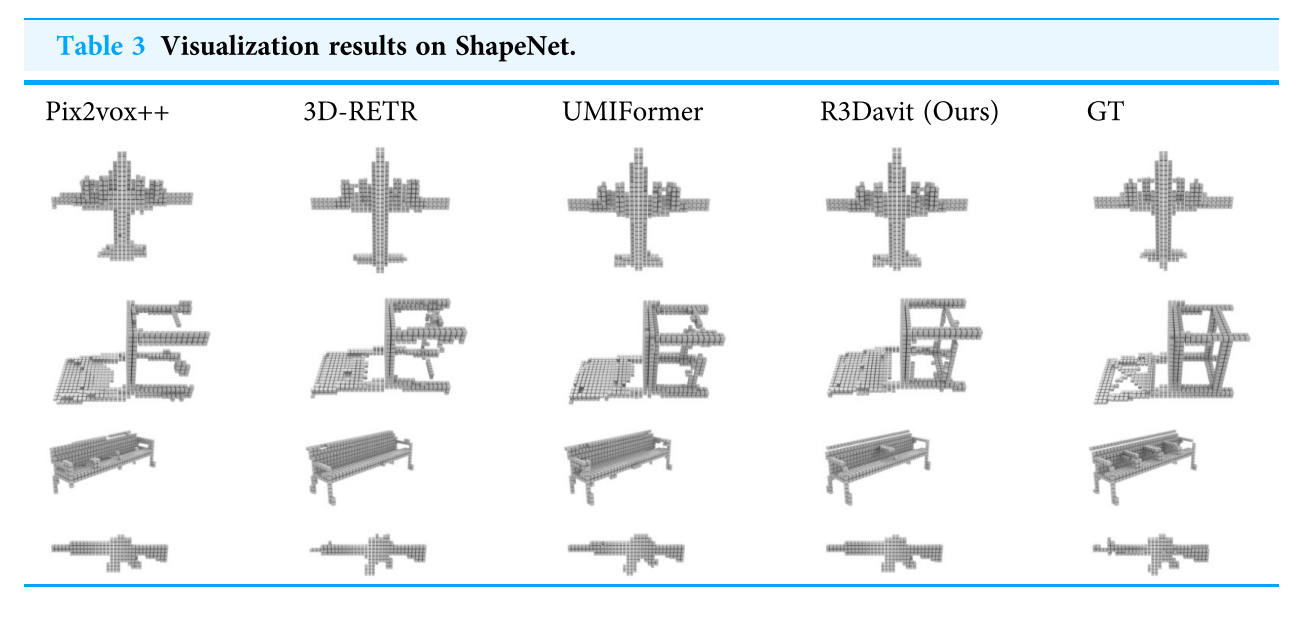 Table 3 Visualization results on ShapeNet.
Pix2vox++ 3D-RETR UMIFormer R3Davit (Ours) GT